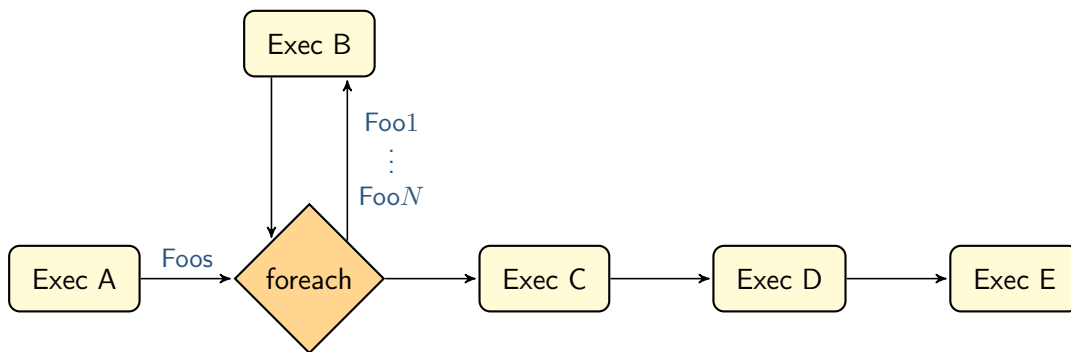 Exec B
Foo1
⋮
FooN
Foos
Exec A
foreach
Exec C
Exec D
Exec E